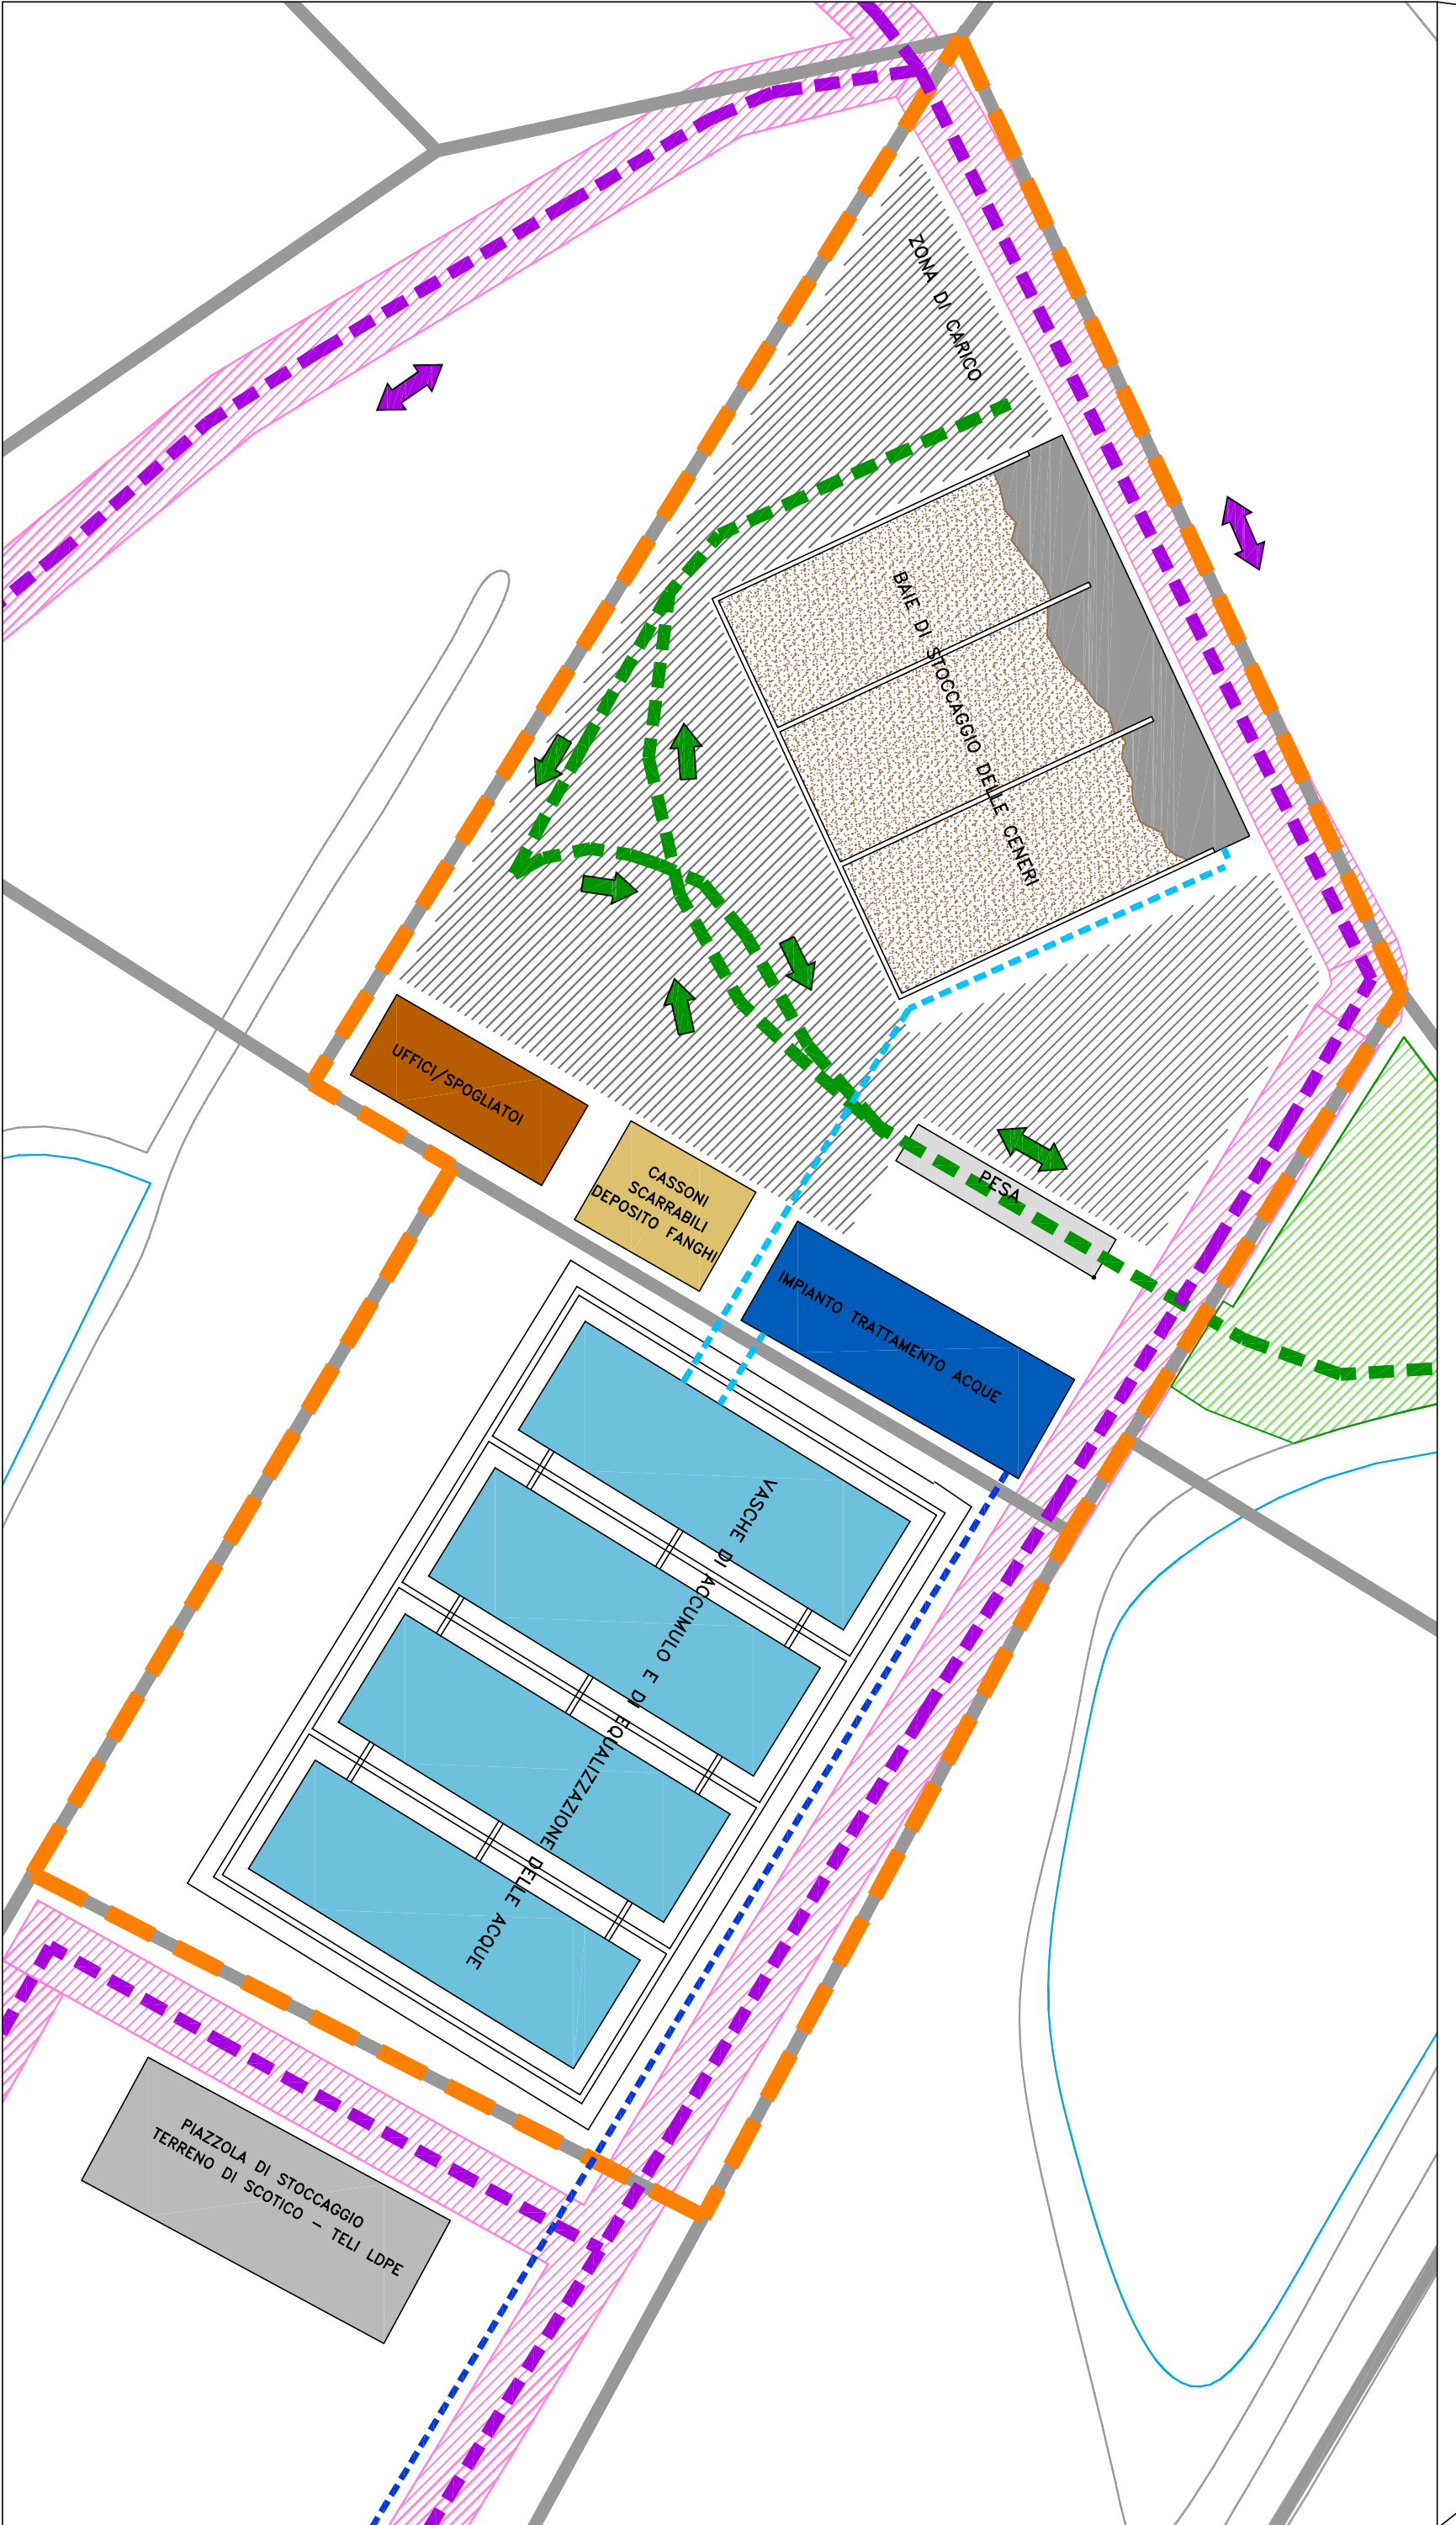 ZONA DI CARICO
BAIE DI STOCCAGGIO DELLE CENERI
UFFICI/SPOGLIATOI
CASSONI
SCARRABILI
DEPOSITO FANGHI
PESA
IMPIANTO TRATTAMENTO ACQUE
VASCHE DI ACCUMULO E DI EQUALIZZAZIONE DELLE ACQUE
PIAZZOLA DI STOCCAGGIO
TERRENO DI SCOTICO – TELI LDPE